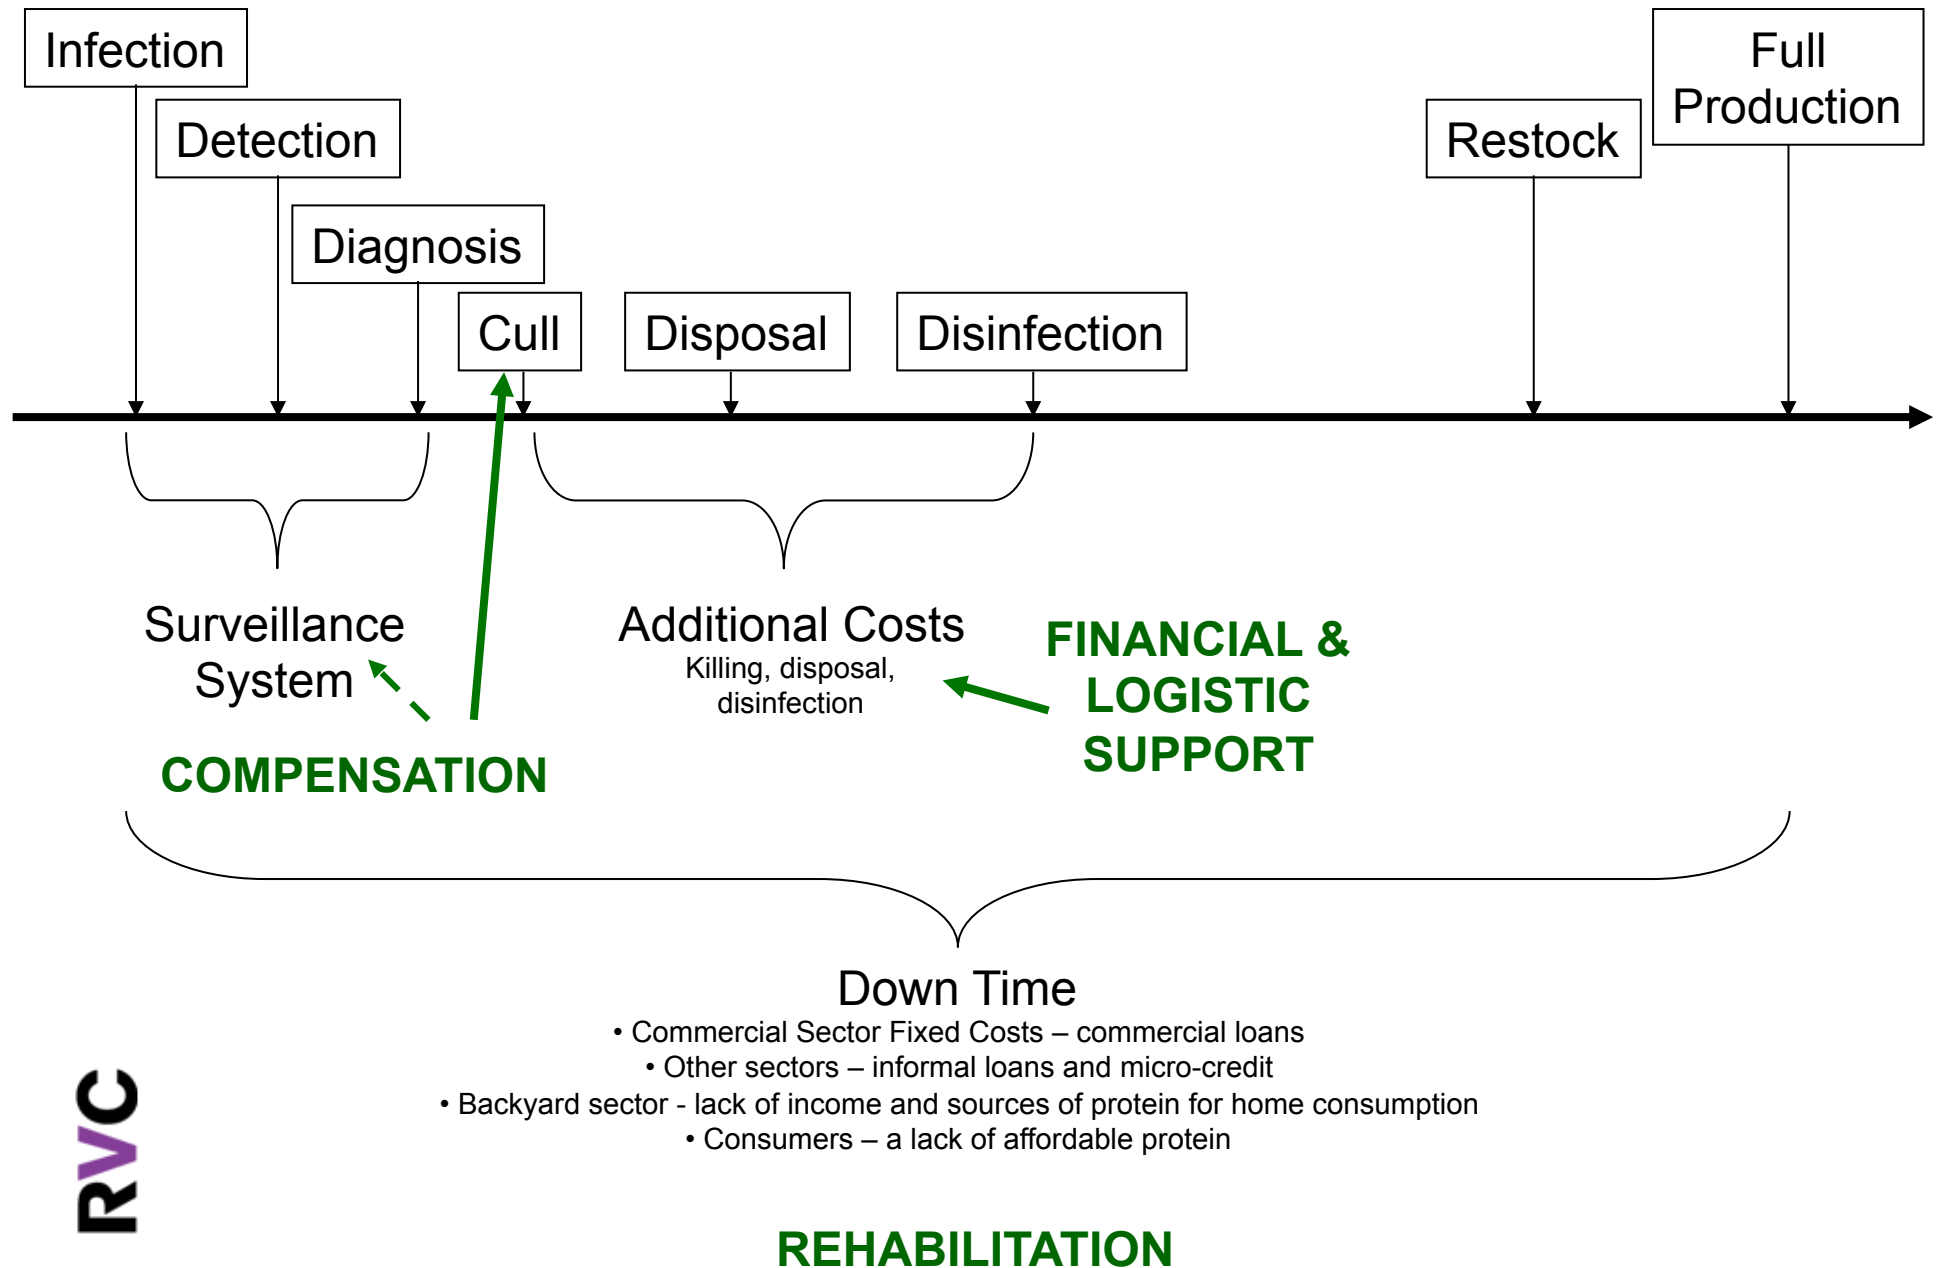 Infection
Detection
Diagnosis
Cull
Disposal
Disinfection
Restock
Full
Production
Surveillance
System
Additional Costs
Killing, disposal,
disinfection
FINANCIAL &
LOGISTIC
SUPPORT
COMPENSATION
Down Time
• Commercial Sector Fixed Costs – commercial loans
• Other sectors – informal loans and micro-credit
• Backyard sector - lack of income and sources of protein for home consumption
• Consumers – a lack of affordable protein
RVC
REHABILITATION